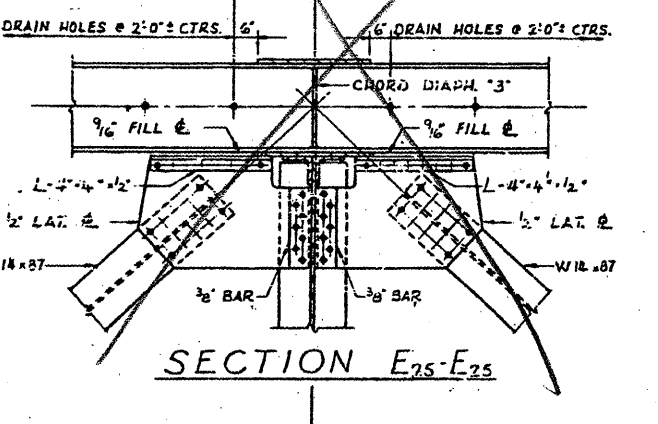 DRAIN HOLES @ 2'-0"± CTRS. 6" 6" DRAIN HOLES @ 2'-0"± CTRS.
CHORD DIAPH. "3"
9/16" FILL ℄ 9/16" FILL ℄
L-4"×4"×1/2" L-4"×4"×1/2"
1/2" LAT. ℄ 1/2" LAT. ℄
14×87 W14×87
3/8" BAR 3/8" BAR
SECTION E75-E75